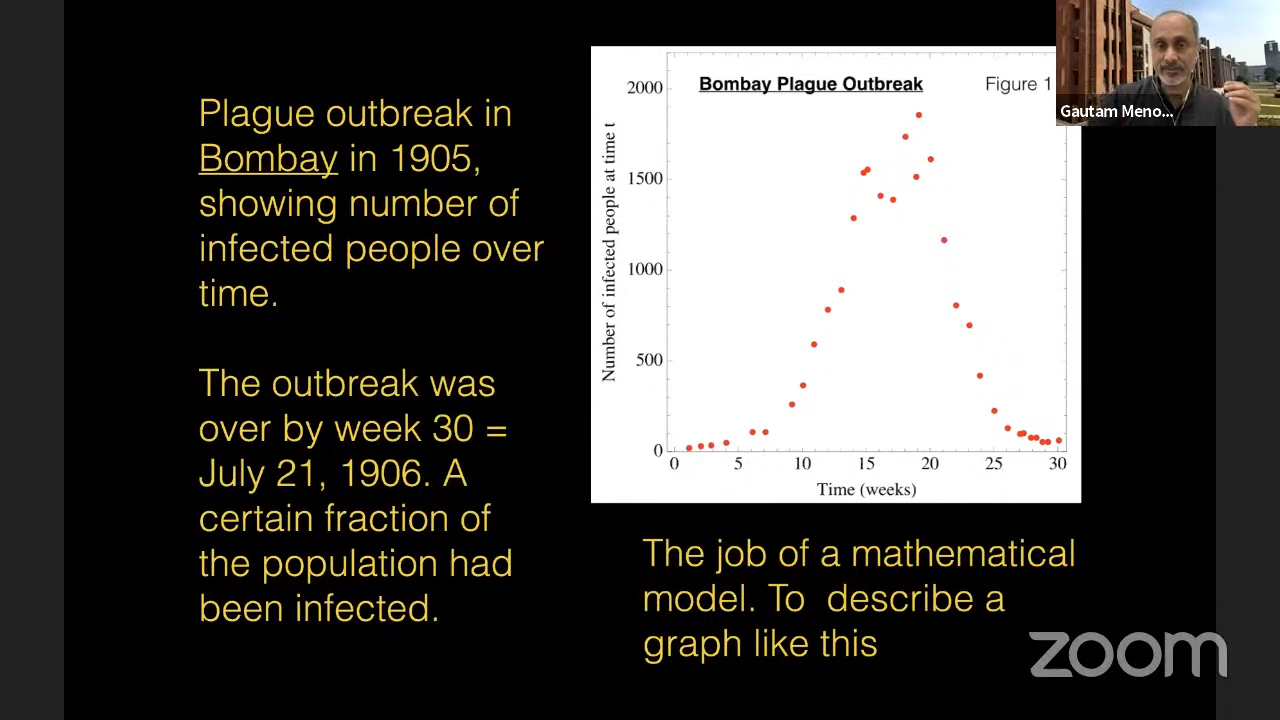 Plague outbreak in
Bombay in 1905,
showing number of
infected people over
time.
The outbreak was
over by week 30 =
July 21, 1906. A
certain fraction of
the population had
been infected.
Bombay Plague Outbreak
Figure 1
Number of infected people at time t
2000
1500
1000
500
0
0 5 10 15 20 25 30
Time (weeks)
The job of a mathematical
model. To  describe a
graph like this
Gautam Meno...
zoom